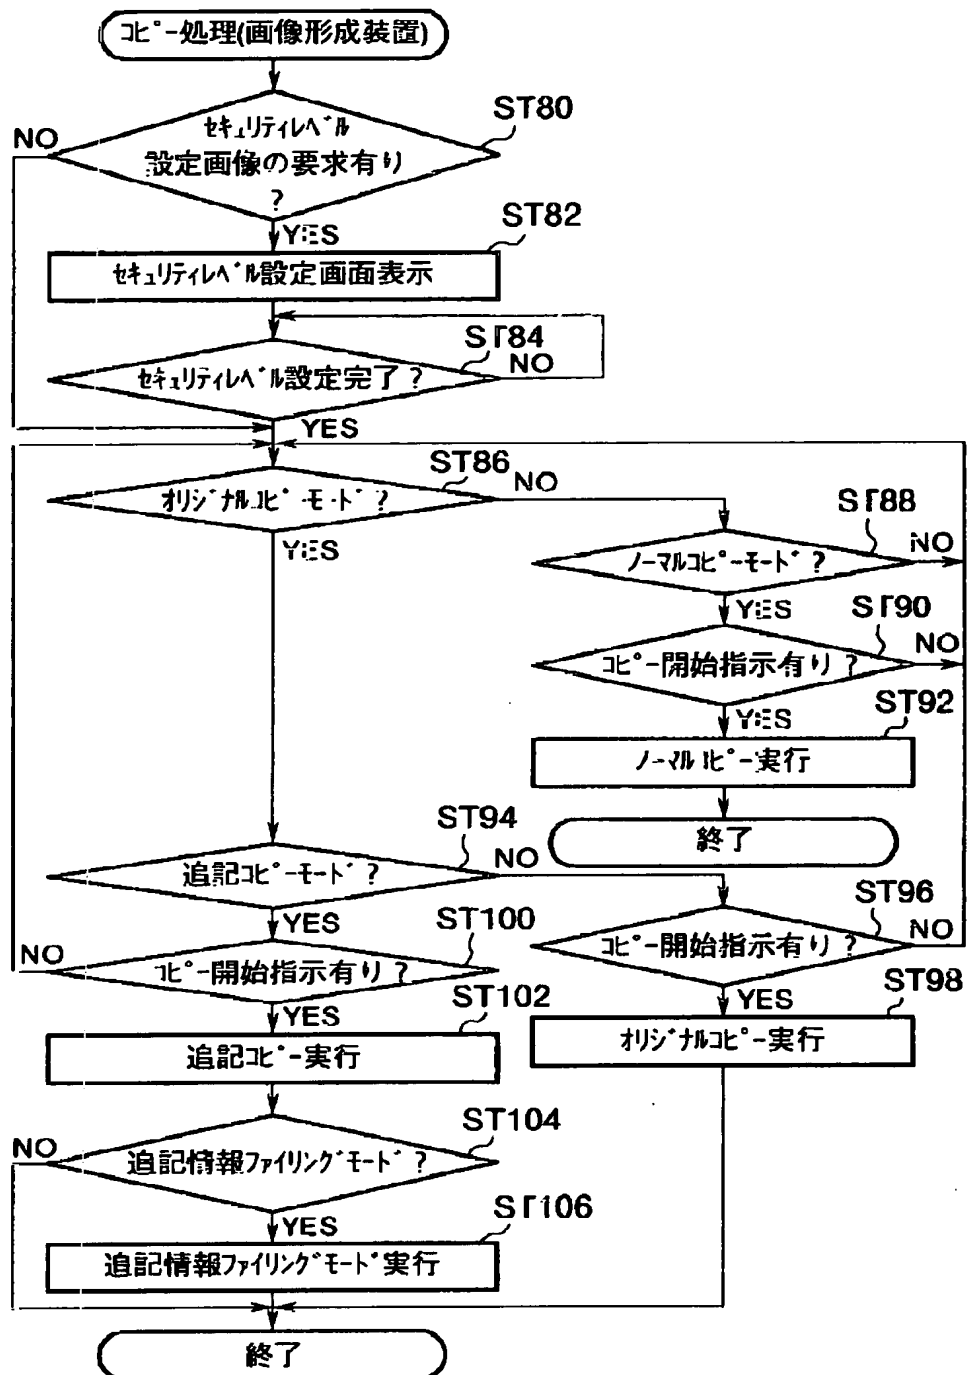 コピー処理(画像形成装置)
ST80
NO
セキュリティレベル
設定画像の要求有り
?
YES
ST82
セキュリティレベル設定画面表示
ST84
セキュリティレベル設定完了?
NO
YES
ST86
オリジナルコピーモード?
NO
YES
ST88
ノーマルコピーモード?
NO
YES
ST90
コピー開始指示有り?
NO
YES
ST92
ノーマルコピー実行
終了
ST94
追記コピーモード?
NO
YES
ST96
コピー開始指示有り?
NO
YES
ST98
オリジナルコピー実行
ST100
NO
コピー開始指示有り?
YES
ST102
追記コピー実行
ST104
NO
追記情報ファイリングモード?
YES
ST106
追記情報ファイリングモード実行
終了